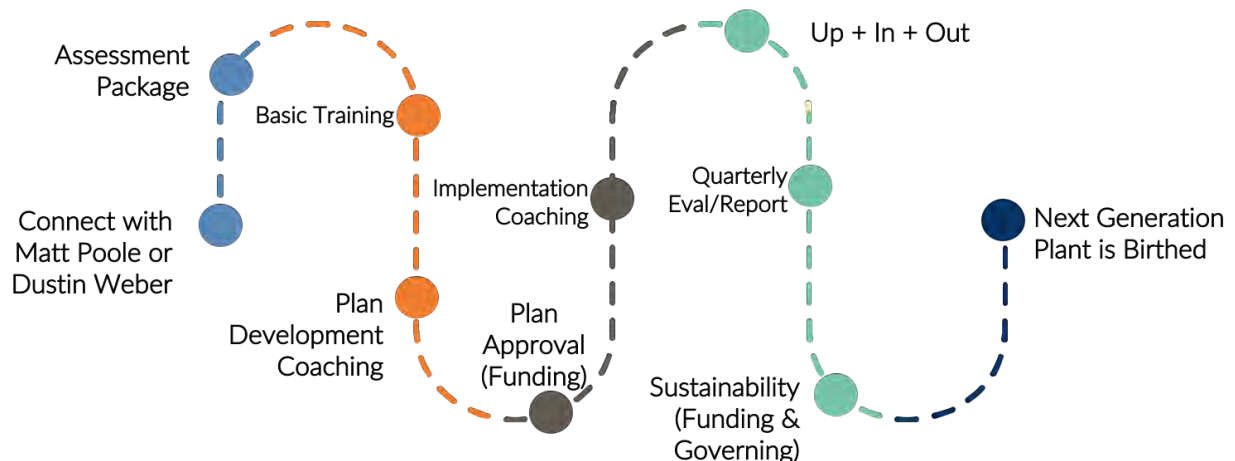 Connect with
Matt Poole or
Dustin Weber
Assessment
Package
Basic Training
Plan
Development
Coaching
Plan
Approval
(Funding)
Implementation
Coaching
Up + In + Out
Quarterly
Eval/Report
Sustainability
(Funding &
Governing)
Next Generation
Plant is Birthed